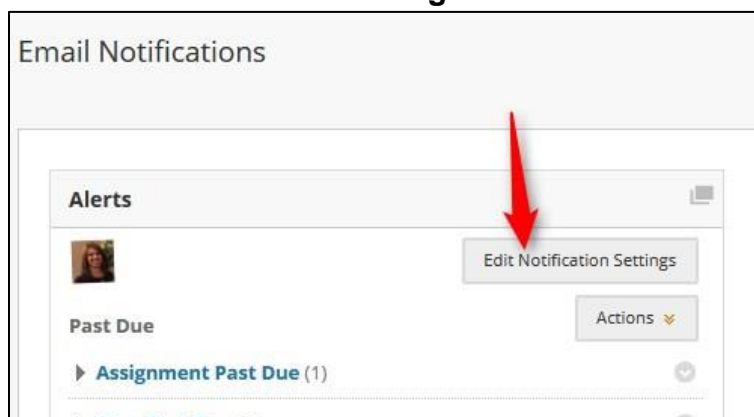 Email Notifications
Alerts
Edit Notification Settings
Actions
Past Due
Assignment Past Due (1)